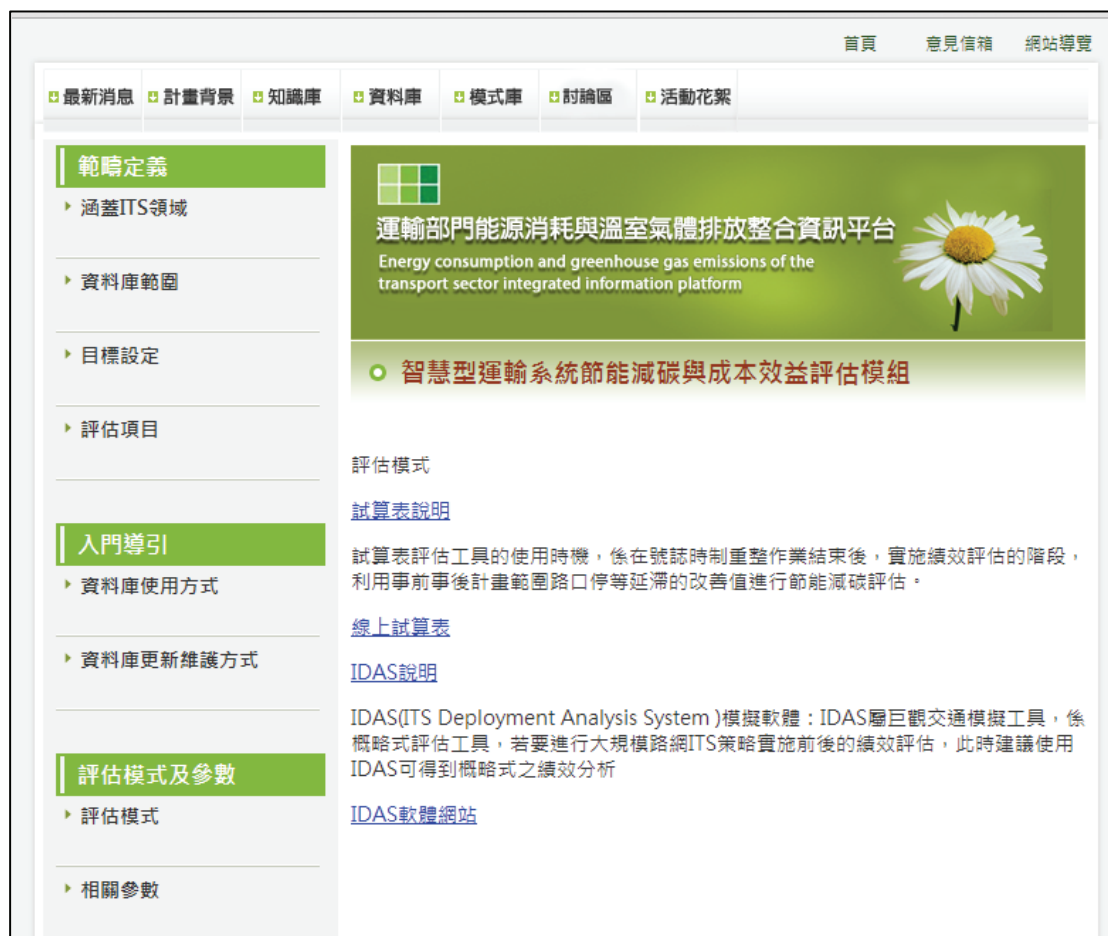 首頁 意見信箱 網站導覽
最新消息 計畫背景 知識庫 資料庫 模式庫 討論區 活動花絮
範疇定義
涵蓋ITS領域
資料庫範圍
目標設定
評估項目
入門導引
資料庫使用方式
資料庫更新維護方式
評估模式及參數
評估模式
相關參數
運輸部門能源消耗與溫室氣體排放整合資訊平台
Energy consumption and greenhouse gas emissions of the
transport sector integrated information platform
智慧型運輸系統節能減碳與成本效益評估模組
評估模式
試算表說明
試算表評估工具的使用時機，係在號誌時制重整作業結束後，實施績效評估的階段，
利用事前事後計畫範圍路口停等延滯的改善值進行節能減碳評估。
線上試算表
IDAS說明
IDAS(ITS Deployment Analysis System )模擬軟體：IDAS屬巨觀交通模擬工具，係
概略式評估工具，若要進行大規模路網ITS策略實施前後的績效評估，此時建議使用
IDAS可得到概略式之績效分析
IDAS軟體網站